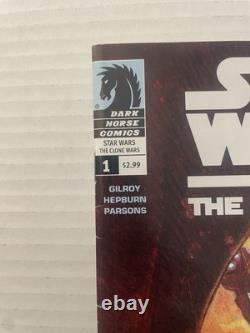 DARK
HORSE
COMICS
STAR WARS
THE CLONE WARS
1 $2.99
GILROY
HEPBURN
PARSONS
THE